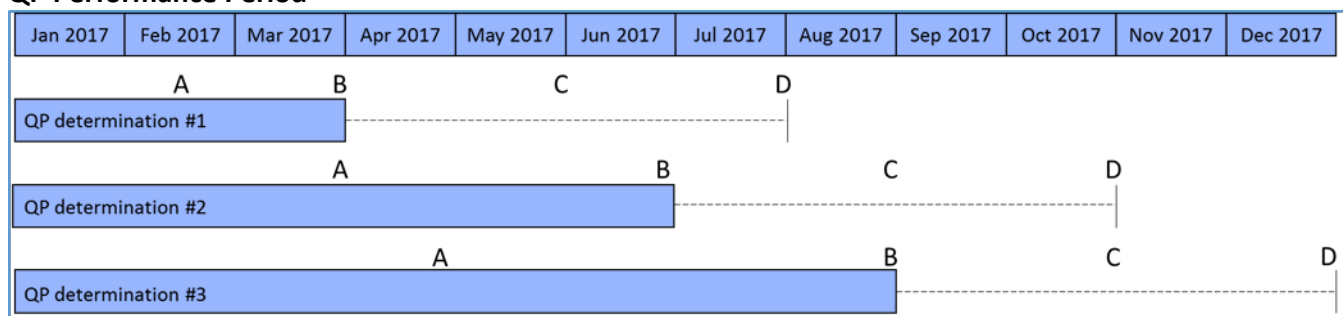 QP Performance Period
Jan 2017 Feb 2017 Mar 2017 Apr 2017 May 2017 Jun 2017 Jul 2017 Aug 2017 Sep 2017 Oct 2017 Nov 2017 Dec 2017
A B C D
QP determination #1
A B C D
QP determination #2
A B C D
QP determination #3